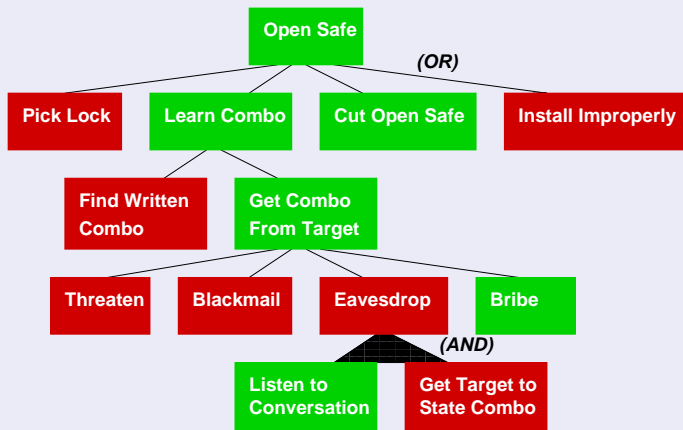 Open Safe
(OR)
Pick Lock
Learn Combo
Cut Open Safe
Install Improperly
Find Written
Combo
Get Combo
From Target
Threaten
Blackmail
Eavesdrop
Bribe
(AND)
Listen to
Conversation
Get Target to
State Combo